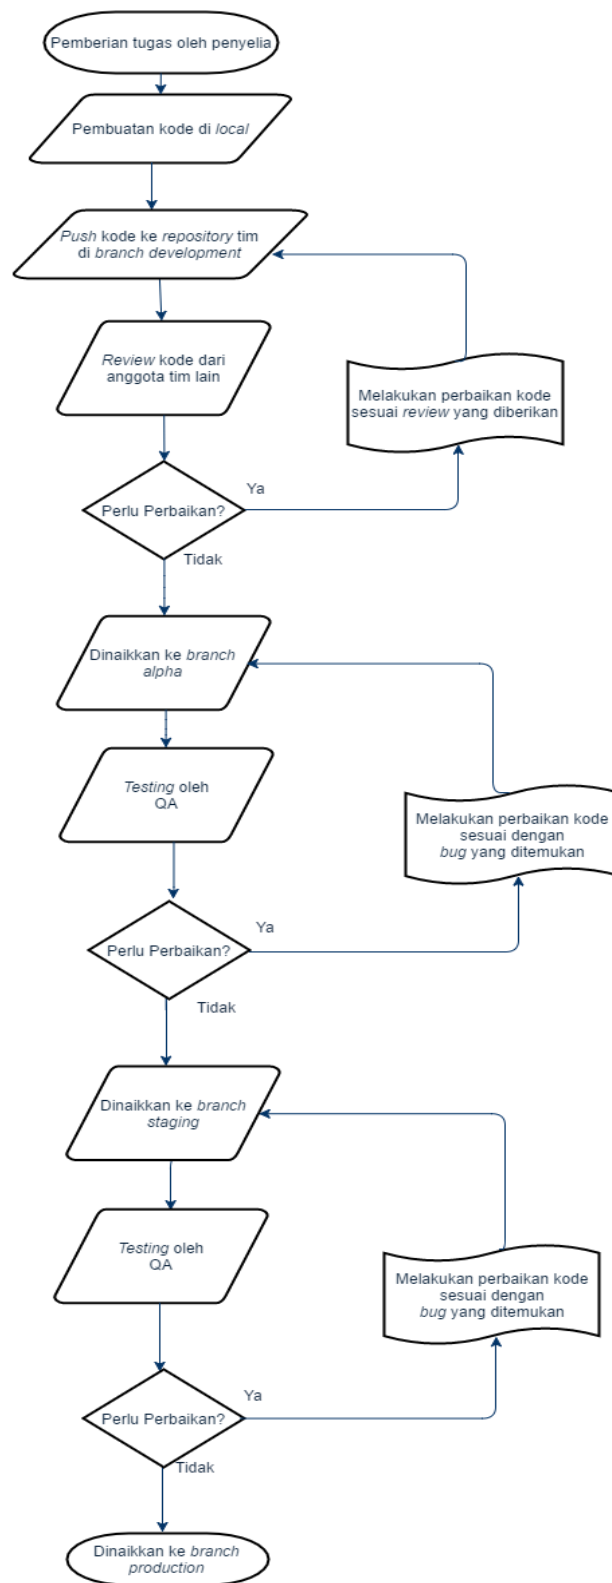 Pemberian tugas oleh penyelia
Pembuatan kode di local
Push kode ke repository tim
di branch development
Review kode dari
anggota tim lain
Melakukan perbaikan kode
sesuai review yang diberikan
Ya
Perlu Perbaikan?
Tidak
Dinaikkan ke branch
alpha
Testing oleh
QA
Melakukan perbaikan kode
sesuai dengan
bug yang ditemukan
Ya
Perlu Perbaikan?
Tidak
Dinaikkan ke branch
staging
Testing oleh
QA
Melakukan perbaikan kode
sesuai dengan
bug yang ditemukan
Ya
Perlu Perbaikan?
Tidak
Dinaikkan ke branch
production